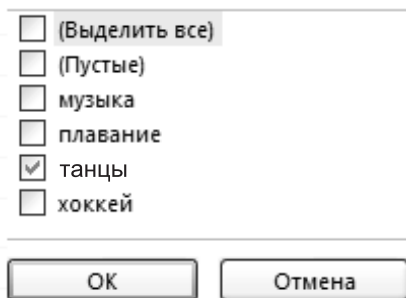 (Выделить все)
(Пустые)
музыка
плавание
танцы
хоккей
ОК
Отмена